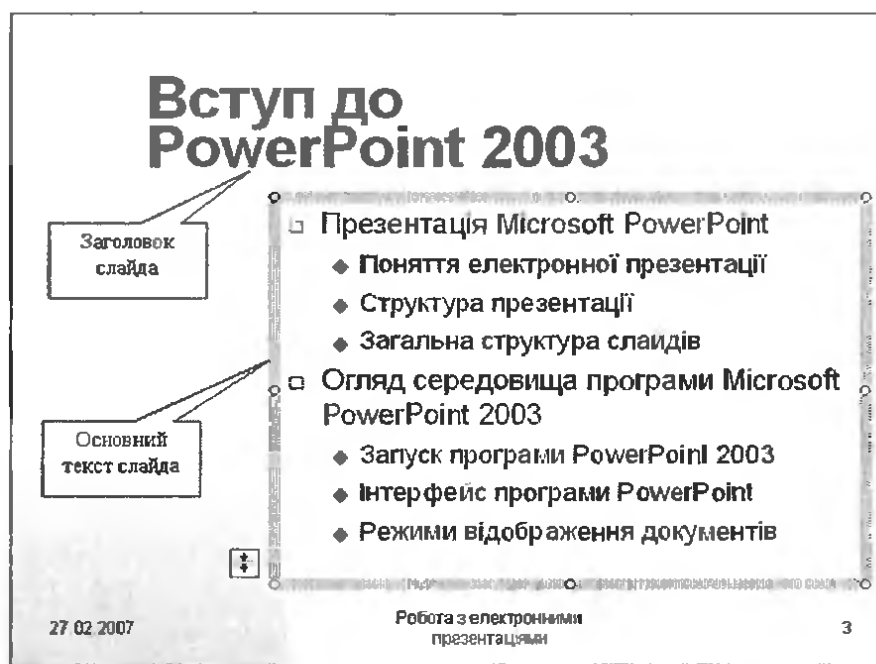 Вступ до
PowerPoint 2003
Заголовок
слайда
Презентація Microsoft PowerPoint
Поняття електронної презентації
Структура презентації
Загальна структура слаидів
Огляд середовища програми Microsoft
PowerPoint 2003
Основний
текст слайда
Запуск програми PowerPoinl 2003
Інтерфейс програми PowerPoint
Режими відображення документів
27 02 2007
Робота з електронними
презентаціями
3